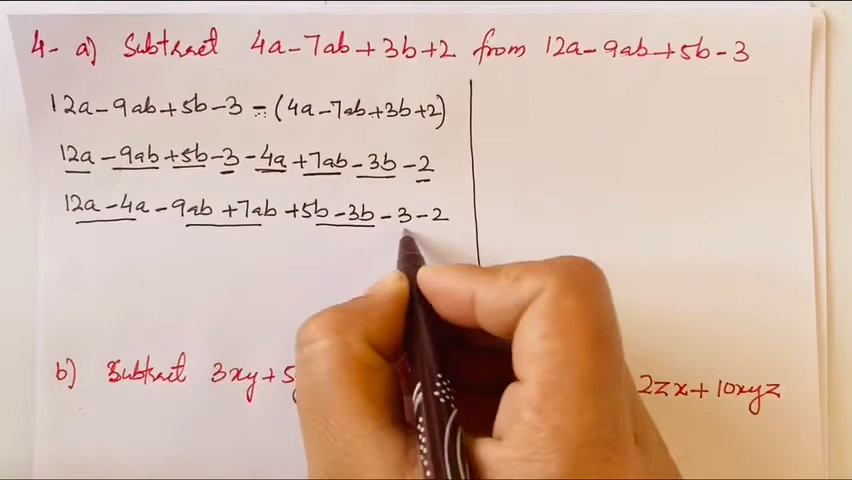 4- a) Subtract 4a-7ab+3b+2 from 12a-9ab+5b-3
12a-9ab+5b-3-(4a-7ab+3b+2)
12a-9ab+5b-3-4a+7ab-3b-2
12a-4a-9ab+7ab+5b-3b-3-2
b) Subtract 3xy+5 2zx+10xyz